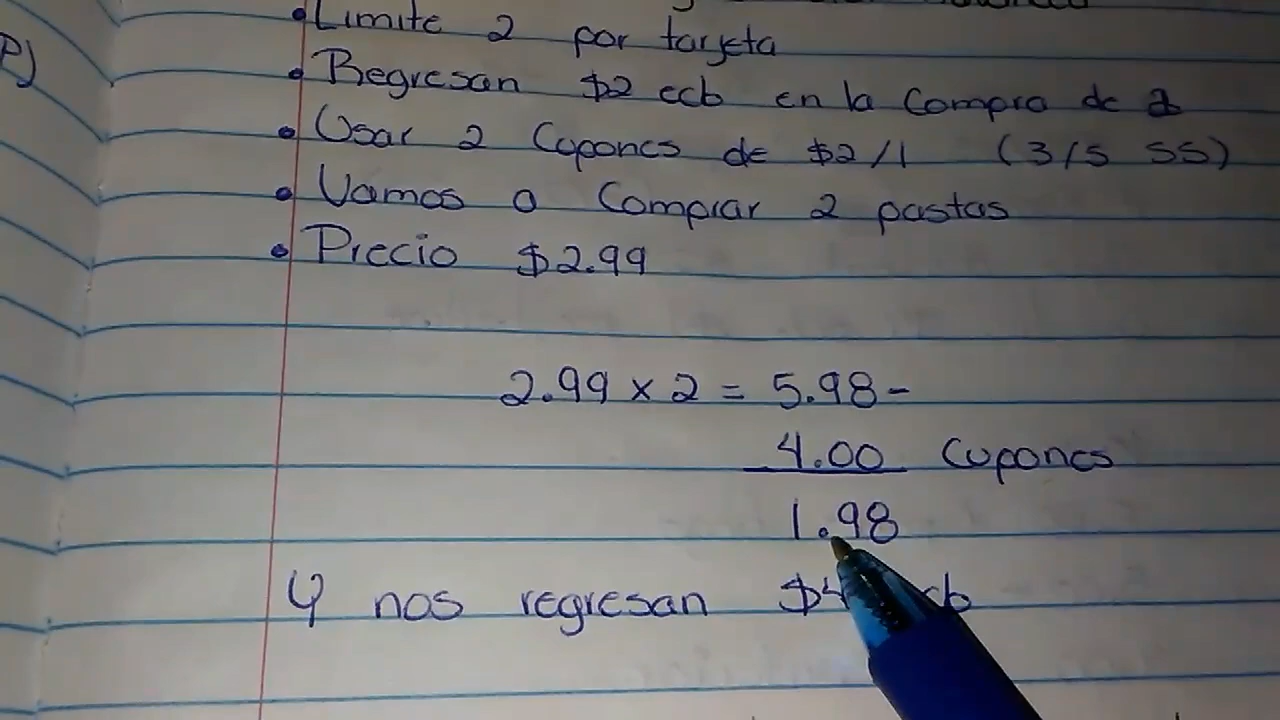 P)
• Limite 2 por tarjeta
• Regresan $2 ecb en la Compra de 2
• Usar 2 Cupones de $2/1 (3/5 SS)
• Vamos a Comprar 2 pastas
• Precio $2.99
2.99 x 2 = 5.98 -
4.00 Cupones
1.98
Y nos regresan $4